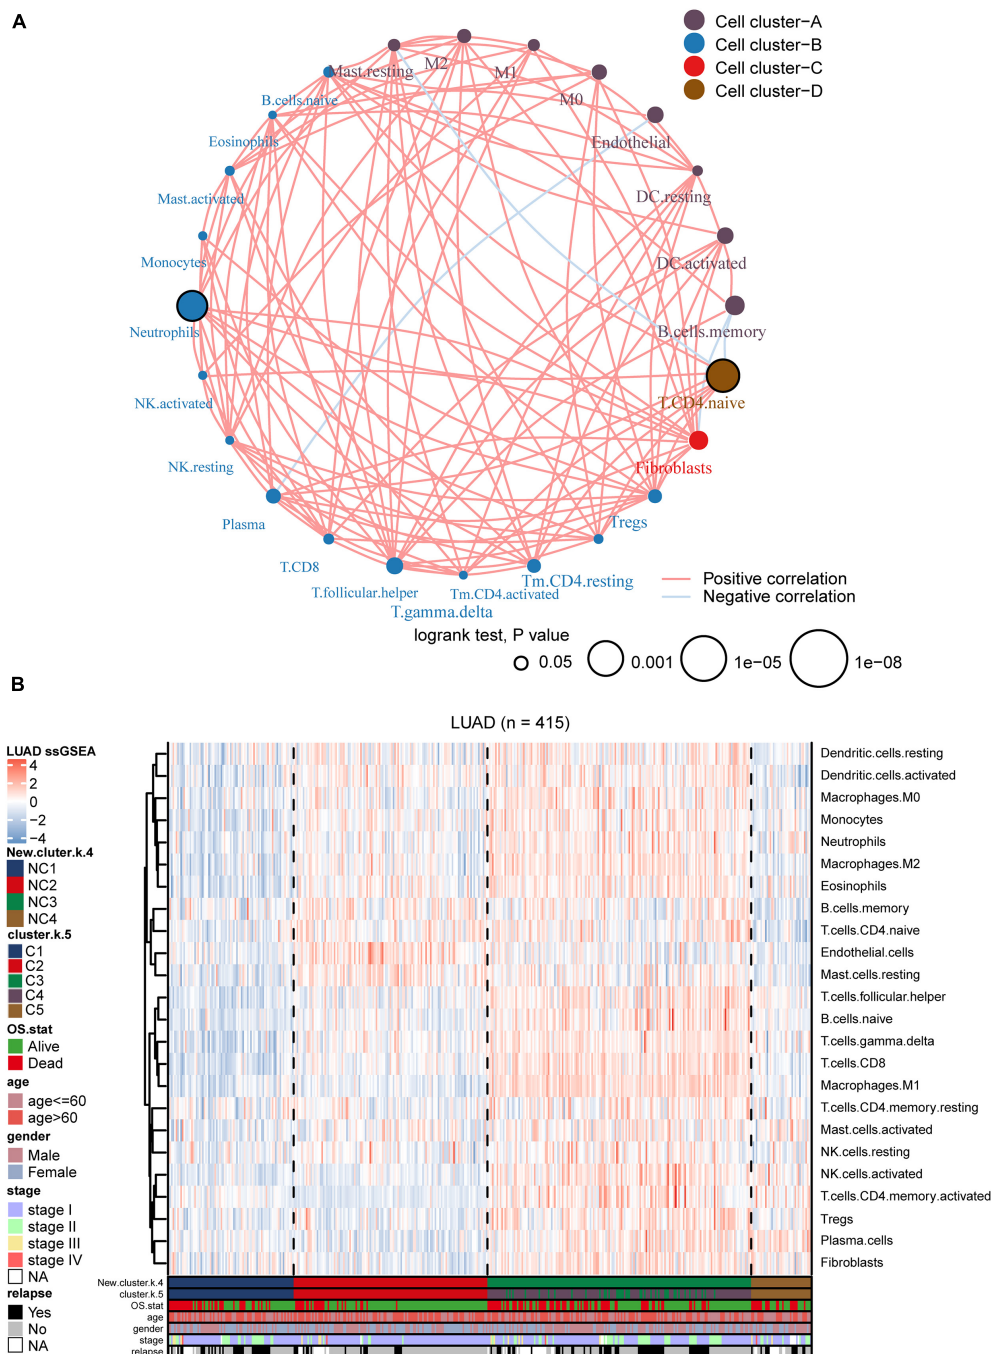 A
Cell cluster−A
Cell cluster−B
Cell cluster−C
Cell cluster−D
Mast.resting
M2
M1
M0
B.cells.naive
Endothelial
Eosinophils
DC.resting
Mast.activated
DC.activated
Monocytes
B.cells.memory
Neutrophils
T.CD4.naive
NK.activated
Fibroblasts
NK.resting
Tregs
Plasma
T.CD8
Tm.CD4.resting
T.follicular.helper
Tm.CD4.activated
T.gamma.delta
Positive correlation
Negative correlation
logrank test, P value
0.05
0.001
1e−05
1e−08
B
LUAD (n = 415)
LUAD ssGSEA
4
2
0
−2
−4
New.cluter.k.4
NC1
NC2
NC3
NC4
cluster.k.5
C1
C2
C3
C4
C5
OS.stat
Alive
Dead
age
age<=60
age>60
gender
Male
Female
stage
stage I
stage II
stage III
stage IV
NA
relapse
Yes
No
NA
Dendritic.cells.resting
Dendritic.cells.activated
Macrophages.M0
Monocytes
Neutrophils
Macrophages.M2
Eosinophils
B.cells.memory
T.cells.CD4.naive
Endothelial.cells
Mast.cells.resting
T.cells.follicular.helper
B.cells.naive
T.cells.gamma.delta
T.cells.CD8
Macrophages.M1
T.cells.CD4.memory.resting
Mast.cells.activated
NK.cells.resting
NK.cells.activated
T.cells.CD4.memory.activated
Tregs
Plasma.cells
Fibroblasts
New.cluster.k.4
cluster.k.5
OS.stat
age
gender
stage
relapse